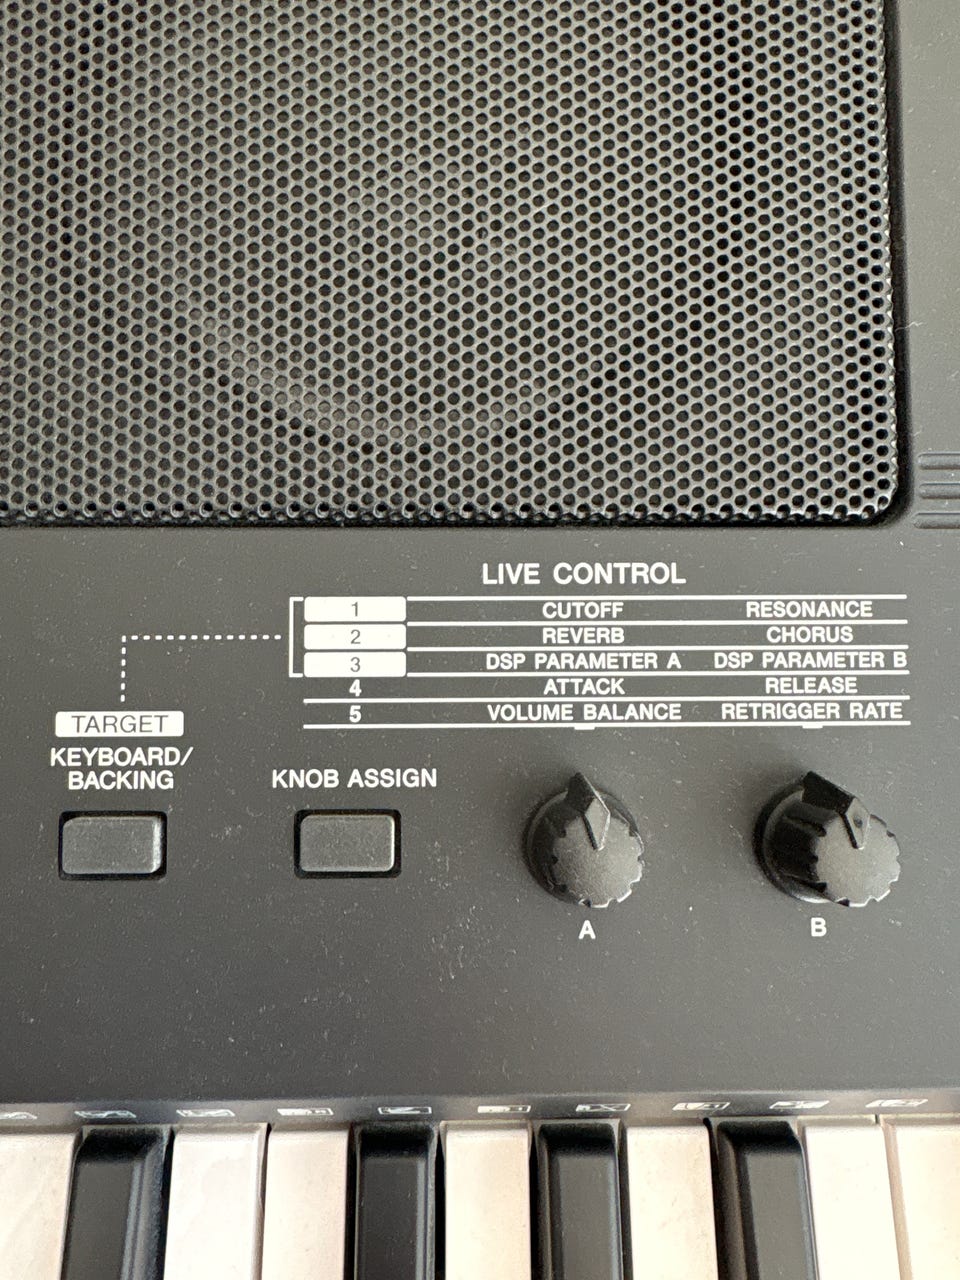 LIVE CONTROL
1 CUTOFF RESONANCE
2 REVERB CHORUS
3 DSP PARAMETER A DSP PARAMETER B
4 ATTACK RELEASE
5 VOLUME BALANCE RETRIGGER RATE
TARGET
KEYBOARD/
BACKING
KNOB ASSIGN
A
B